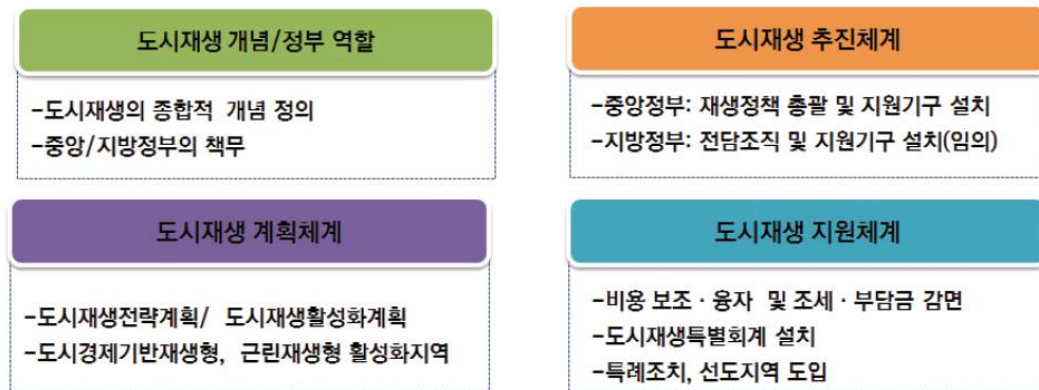 도시재생 개념/정부 역할
-도시재생의 종합적 개념 정의
-중앙/지방정부의 책무
도시재생 추진체계
-중앙정부: 재생정책 총괄 및 지원기구 설치
-지방정부: 전담조직 및 지원기구 설치(임의)
도시재생 계획체계
-도시재생전략계획/ 도시재생활성화계획
-도시경제기반재생형, 근린재생형 활성화지역
도시재생 지원체계
-비용 보조·융자 및 조세·부담금 감면
-도시재생특별회계 설치
-특례조치, 선도지역 도입